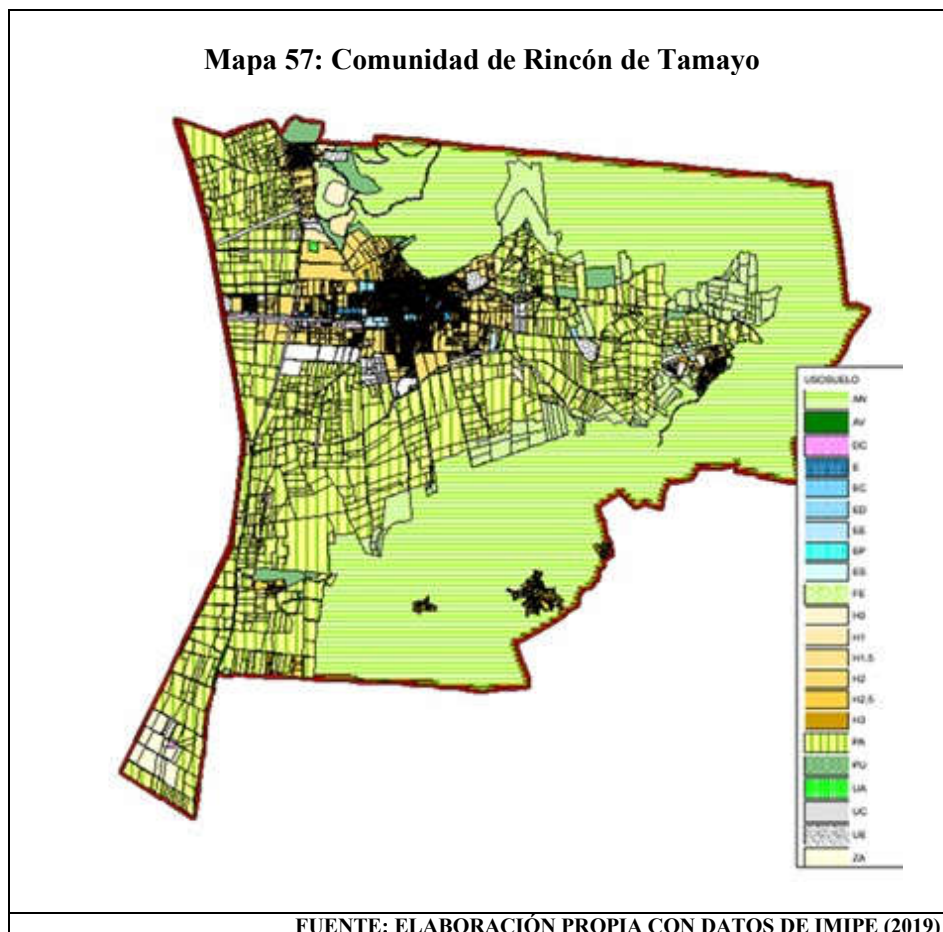 Mapa 57: Comunidad de Rincón de Tamayo
USOSUELO
AN
AV
DC
E
EC
ED
EE
EP
ES
FE
H0
H1
H1.5
H2
H2.5
H3
PA
PU
UA
UC
UE
ZA
FUENTE: ELABORACIÓN PROPIA CON DATOS DE IMIPE (2019)